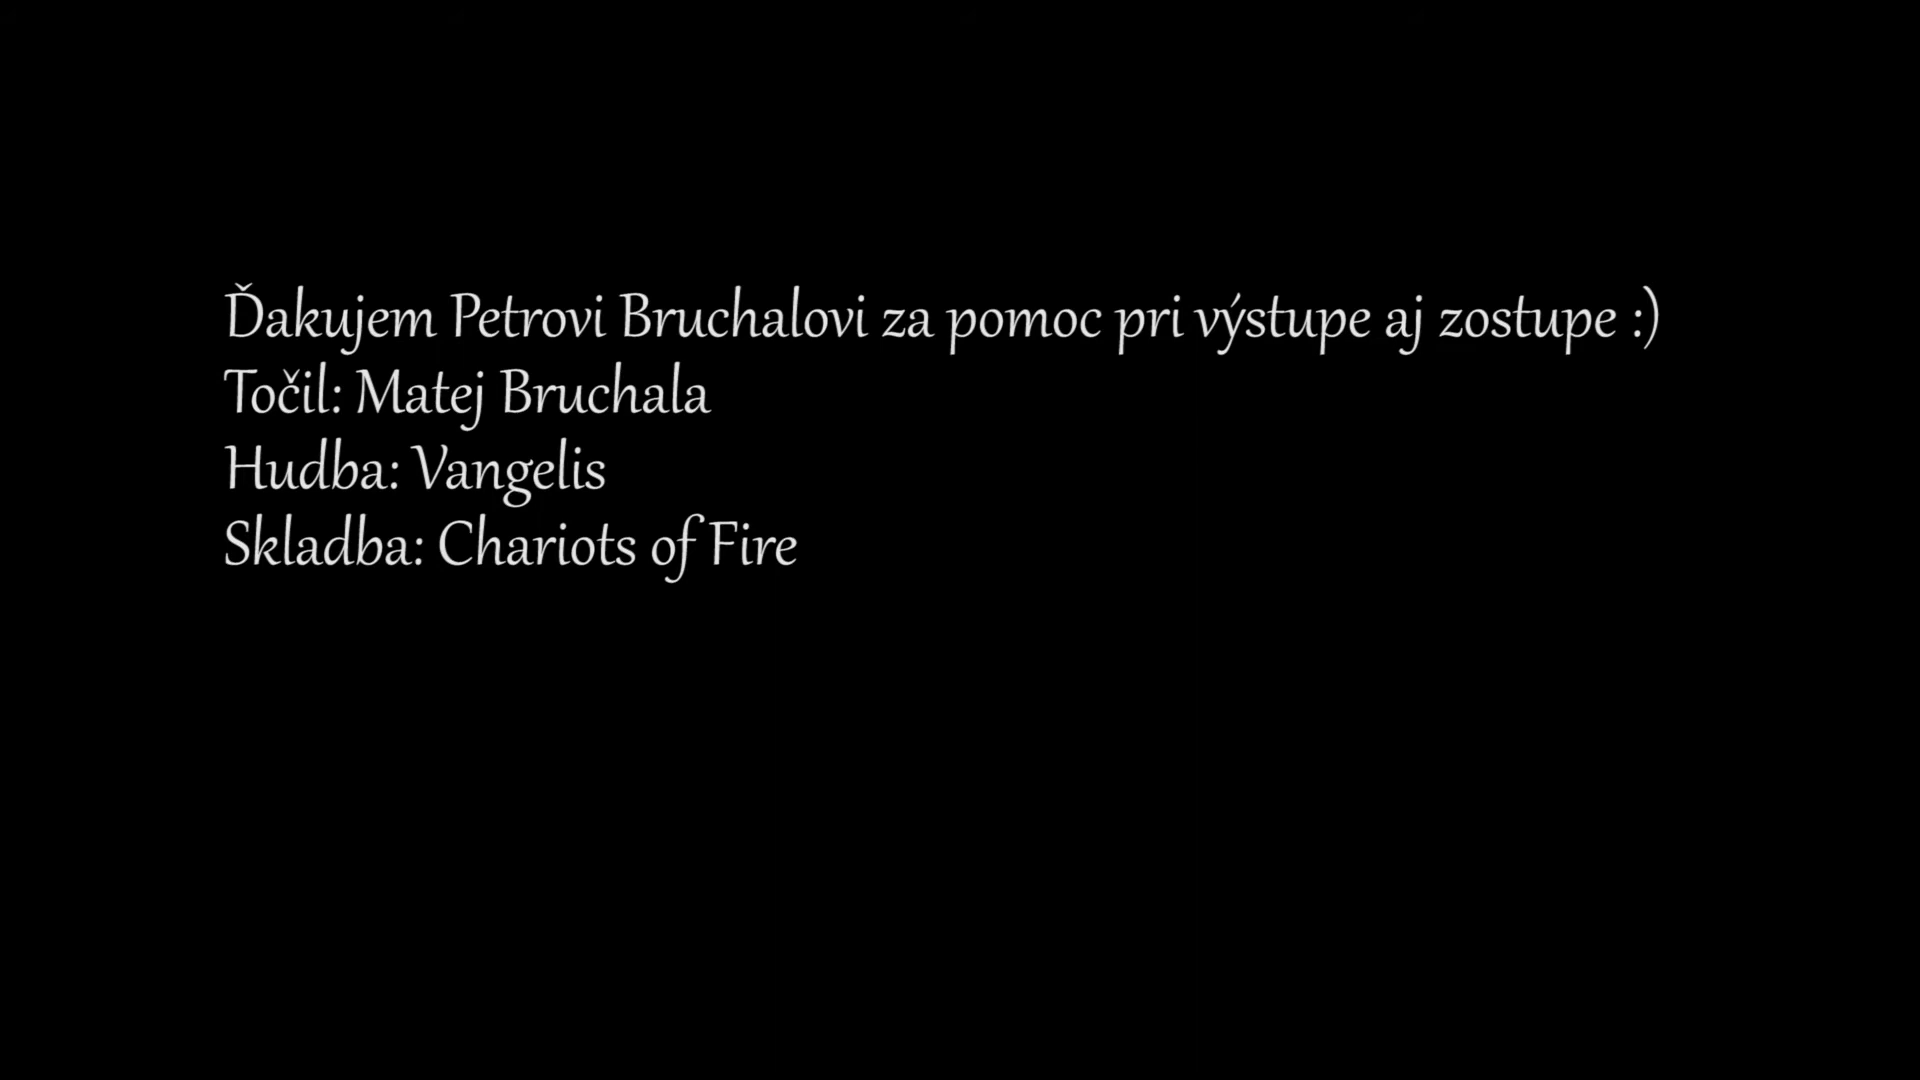 Ďakujem Petrovi Bruchalovi za pomoc pri výstupe aj zostupe :)
Točil: Matej Bruchala
Hudba: Vangelis
Skladba: Chariots of Fire